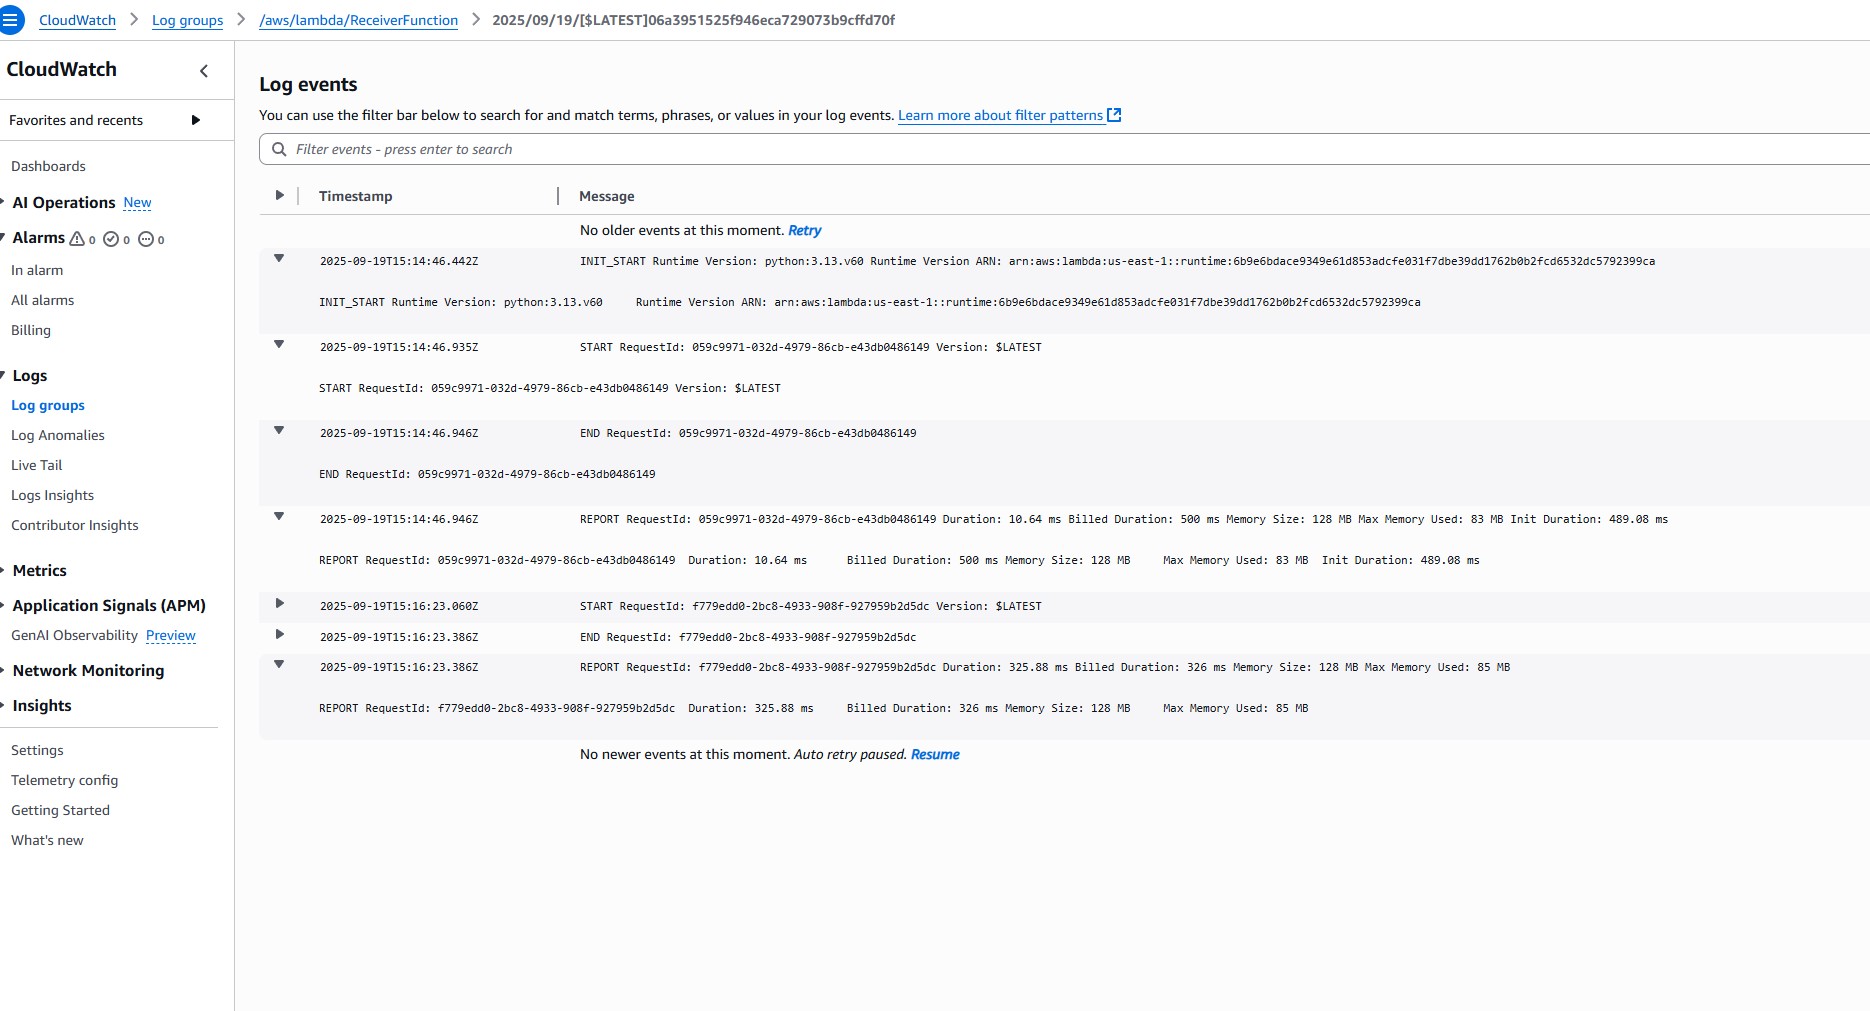 CloudWatch > Log groups > /aws/lambda/ReceiverFunction > 2025/09/19/[$LATEST]06a3951525f946eca729073b9cffd70f
CloudWatch
Favorites and recents
Dashboards
AI Operations New
Alarms 0 0 0
In alarm
All alarms
Billing
Logs
Log groups
Log Anomalies
Live Tail
Logs Insights
Contributor Insights
Metrics
Application Signals (APM)
GenAI Observability Preview
Network Monitoring
Insights
Settings
Telemetry config
Getting Started
What's new
Log events
You can use the filter bar below to search for and match terms, phrases, or values in your log events. Learn more about filter patterns
Filter events - press enter to search
Timestamp Message
No older events at this moment. Retry
2025-09-19T15:14:46.442Z INIT_START Runtime Version: python:3.13.v60 Runtime Version ARN: arn:aws:lambda:us-east-1::runtime:6b9e6bdace9349e61d853adcfe031f7dbe39dd1762b0b2fcd6532dc5792399ca
INIT_START Runtime Version: python:3.13.v60 Runtime Version ARN: arn:aws:lambda:us-east-1::runtime:6b9e6bdace9349e61d853adcfe031f7dbe39dd1762b0b2fcd6532dc5792399ca
2025-09-19T15:14:46.935Z START RequestId: 059c9971-032d-4979-86cb-e43db0486149 Version: $LATEST
START RequestId: 059c9971-032d-4979-86cb-e43db0486149 Version: $LATEST
2025-09-19T15:14:46.946Z END RequestId: 059c9971-032d-4979-86cb-e43db0486149
END RequestId: 059c9971-032d-4979-86cb-e43db0486149
2025-09-19T15:14:46.946Z REPORT RequestId: 059c9971-032d-4979-86cb-e43db0486149 Duration: 10.64 ms Billed Duration: 500 ms Memory Size: 128 MB Max Memory Used: 83 MB Init Duration: 489.08 ms
REPORT RequestId: 059c9971-032d-4979-86cb-e43db0486149 Duration: 10.64 ms Billed Duration: 500 ms Memory Size: 128 MB Max Memory Used: 83 MB Init Duration: 489.08 ms
2025-09-19T15:16:23.060Z START RequestId: f779edd0-2bc8-4933-908f-927959b2d5dc Version: $LATEST
2025-09-19T15:16:23.386Z END RequestId: f779edd0-2bc8-4933-908f-927959b2d5dc
2025-09-19T15:16:23.386Z REPORT RequestId: f779edd0-2bc8-4933-908f-927959b2d5dc Duration: 325.88 ms Billed Duration: 326 ms Memory Size: 128 MB Max Memory Used: 85 MB
REPORT RequestId: f779edd0-2bc8-4933-908f-927959b2d5dc Duration: 325.88 ms Billed Duration: 326 ms Memory Size: 128 MB Max Memory Used: 85 MB
No newer events at this moment. Auto retry paused. Resume